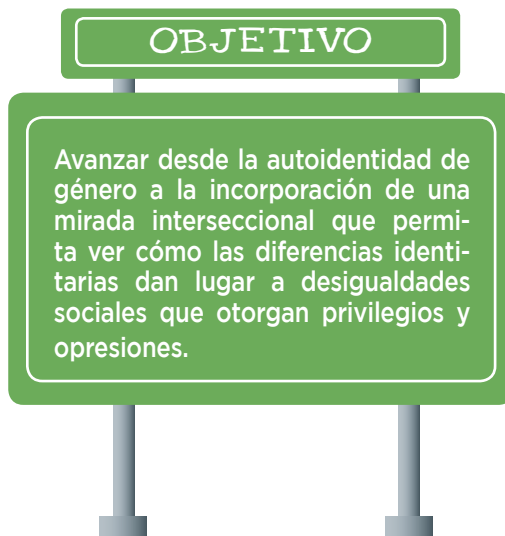 OBJETIVO
Avanzar desde la autoidentidad de
género a la incorporación de una
mirada interseccional que permi-
ta ver cómo las diferencias identi-
tarias dan lugar a desigualdades
sociales que otorgan privilegios y
opresiones.